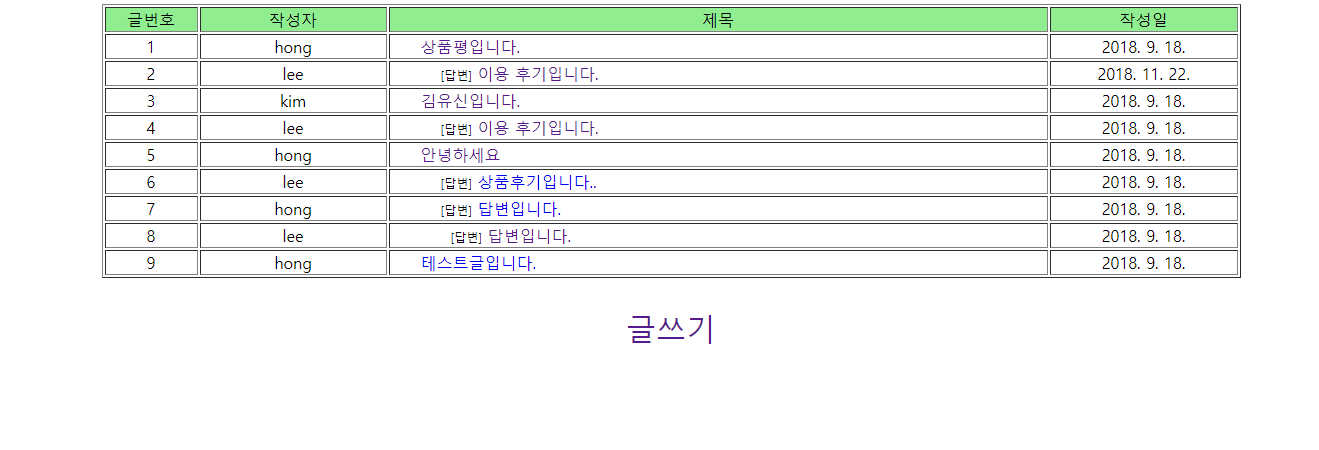 글번호 작성자 제목 작성일
1 hong 상품평입니다. 2018. 9. 18.
2 lee [답변] 이용 후기입니다. 2018. 11. 22.
3 kim 김유신입니다. 2018. 9. 18.
4 lee [답변] 이용 후기입니다. 2018. 9. 18.
5 hong 안녕하세요 2018. 9. 18.
6 lee [답변] 상품후기입니다.. 2018. 9. 18.
7 hong [답변] 답변입니다. 2018. 9. 18.
8 lee [답변] 답변입니다. 2018. 9. 18.
9 hong 테스트글입니다. 2018. 9. 18.
글쓰기